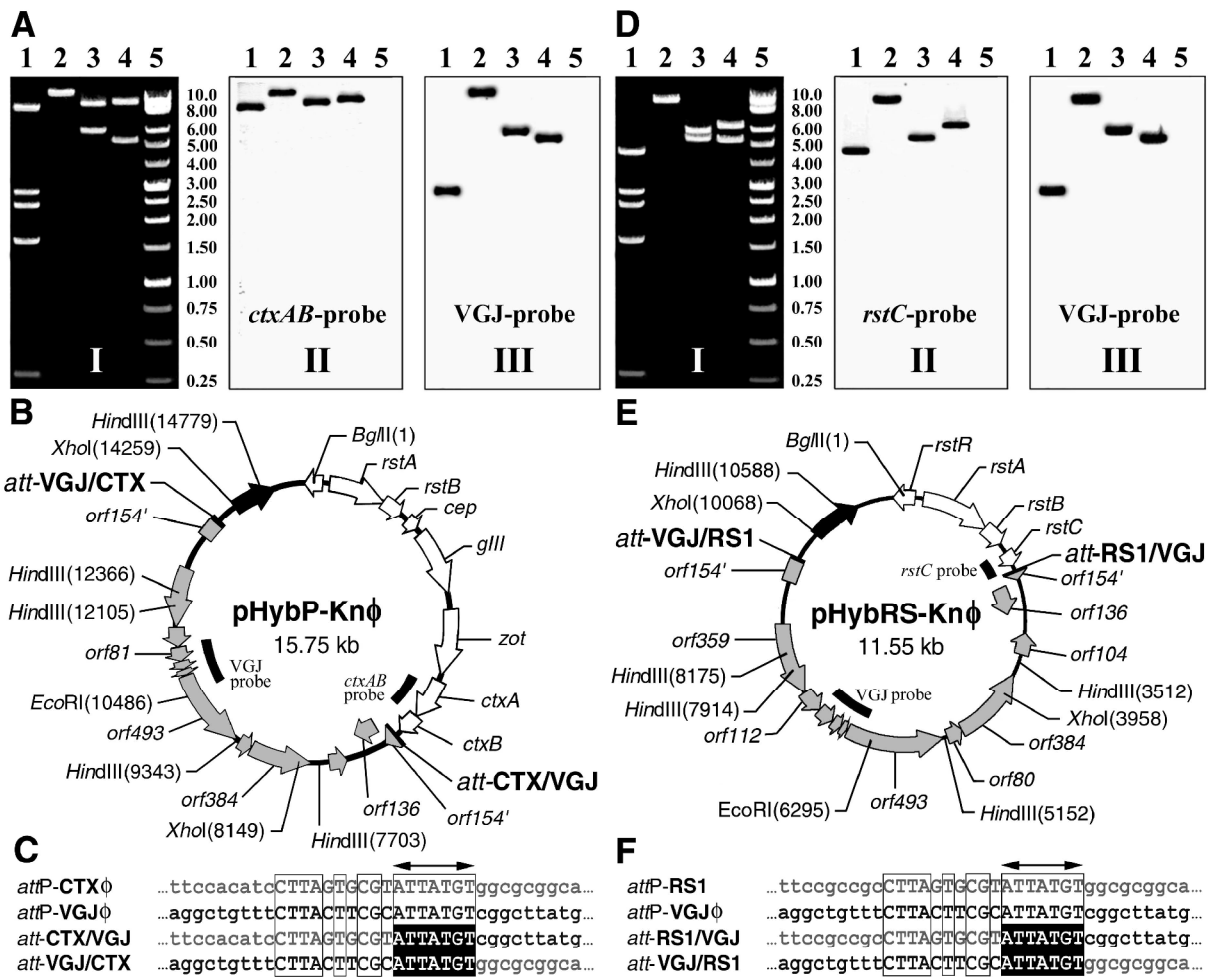 A
1 2 3 4 5
1 2 3 4 5
1 2 3 4 5
10.0
8.00
6.00
5.00
4.00
3.00
2.50
2.00
1.50
1.00
0.75
0.50
0.25
I
ctxAB-probe
II
VGJ-probe
III
D
1 2 3 4 5
1 2 3 4 5
1 2 3 4 5
10.0
8.00
6.00
5.00
4.00
3.00
2.50
2.00
1.50
1.00
0.75
0.50
0.25
I
rstC-probe
II
VGJ-probe
III
B
HindIII(14779)
XhoI(14259)
att-VGJ/CTX
orf154'
HindIII(12366)
HindIII(12105)
orf81
EcoRI(10486)
orf493
HindIII(9343)
orf384
XhoI(8149)
HindIII(7703)
BglII(1)
rstA
rstB
cep
gIII
zot
ctxA
ctxB
att-CTX/VGJ
orf154'
orf136
pHybP-Knϕ
15.75 kb
VGJ
probe
ctxAB
probe
E
BglII(1)
HindIII(10588)
XhoI(10068)
att-VGJ/RS1
orf154'
orf359
HindIII(8175)
HindIII(7914)
orf112
EcoRI(6295)
orf493
HindIII(5152)
orf80
orf384
XhoI(3958)
HindIII(3512)
orf104
orf136
orf154'
att-RS1/VGJ
rstC
rstB
rstA
rstR
rstC probe
pHybRS-Knϕ
11.55 kb
VGJ probe
C
attP-CTXϕ ...ttccacatcCTTAGTGCGTATTATGTggcgcggca...
attP-VGJϕ ...aggctgtttCTTACTTCGCATTATGTcggcttatg...
att-CTX/VGJ ...ttccacatcCTTAGTGCGTATTATGTcggcttatg...
att-VGJ/CTX ...aggctgtttCTTACTTCGCATTATGTggcgcggca...
F
attP-RS1 ...ttccgccgcCTTAGTGCGTATTATGTggcgcggca...
attP-VGJϕ ...aggctgtttCTTACTTCGCATTATGTcggcttatg...
att-RS1/VGJ ...ttccgccgcCTTAGTGCGTATTATGTcggcttatg...
att-VGJ/RS1 ...aggctgtttCTTACTTCGCATTATGTggcgcggca...